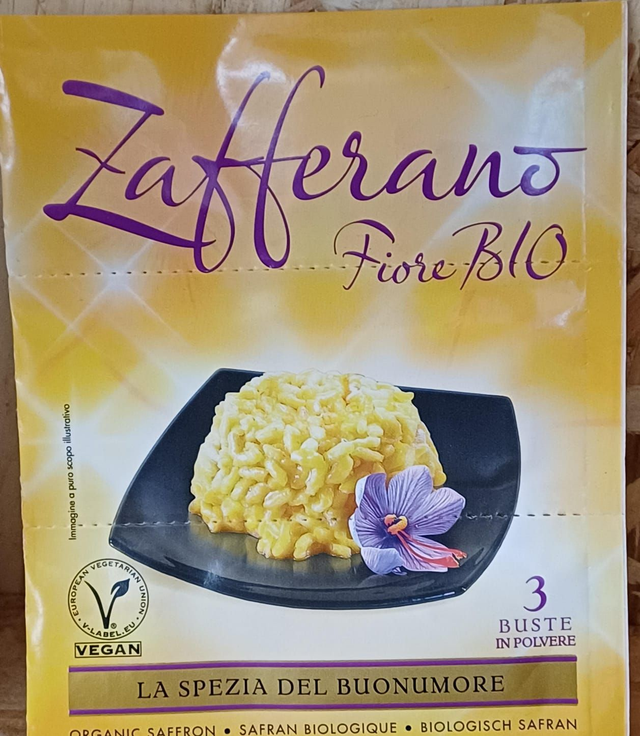 Zafferano
Fiore BIO
Immagine a puro scopo illustrativo
EUROPEAN VEGETARIAN UNION
• V-LABEL.EU •
V®
VEGAN
3
BUSTE
IN POLVERE
LA SPEZIA DEL BUONUMORE
ORGANIC SAFFRON • SAFRAN BIOLOGIQUE • BIOLOGISCH SAFRAN